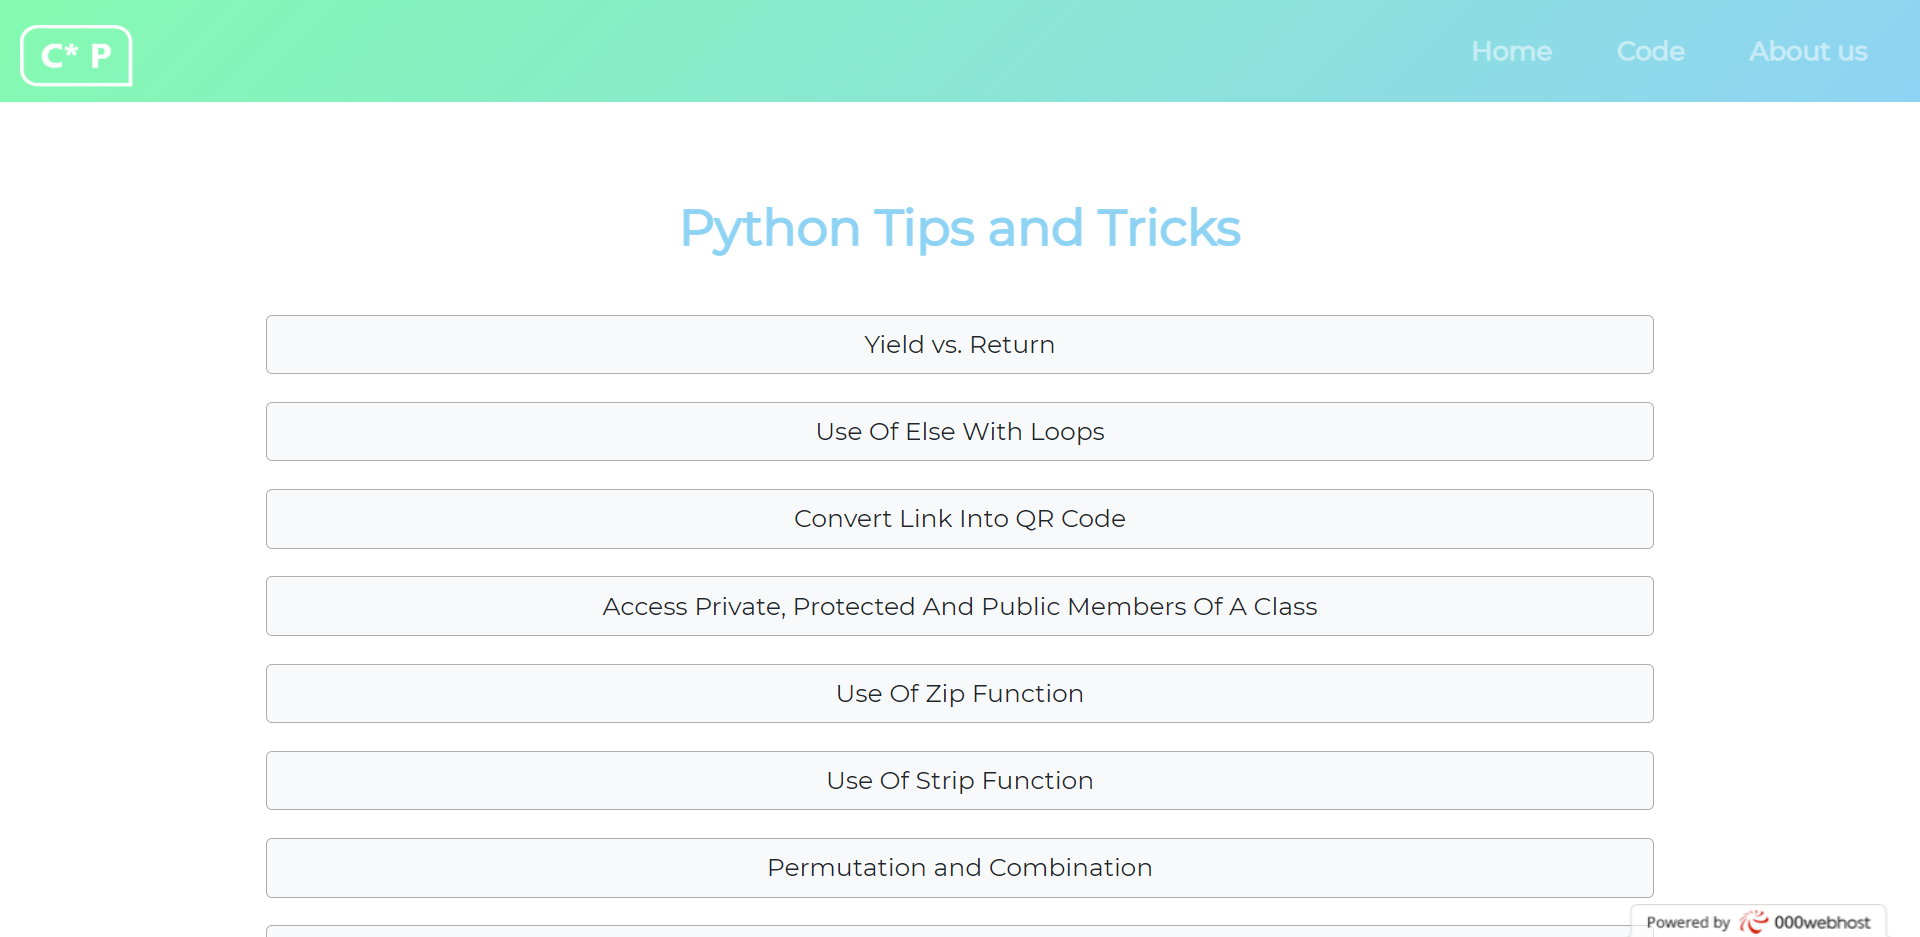 C* P
Home Code About us
Python Tips and Tricks
Yield vs. Return
Use Of Else With Loops
Convert Link Into QR Code
Access Private, Protected And Public Members Of A Class
Use Of Zip Function
Use Of Strip Function
Permutation and Combination
Powered by 000webhost